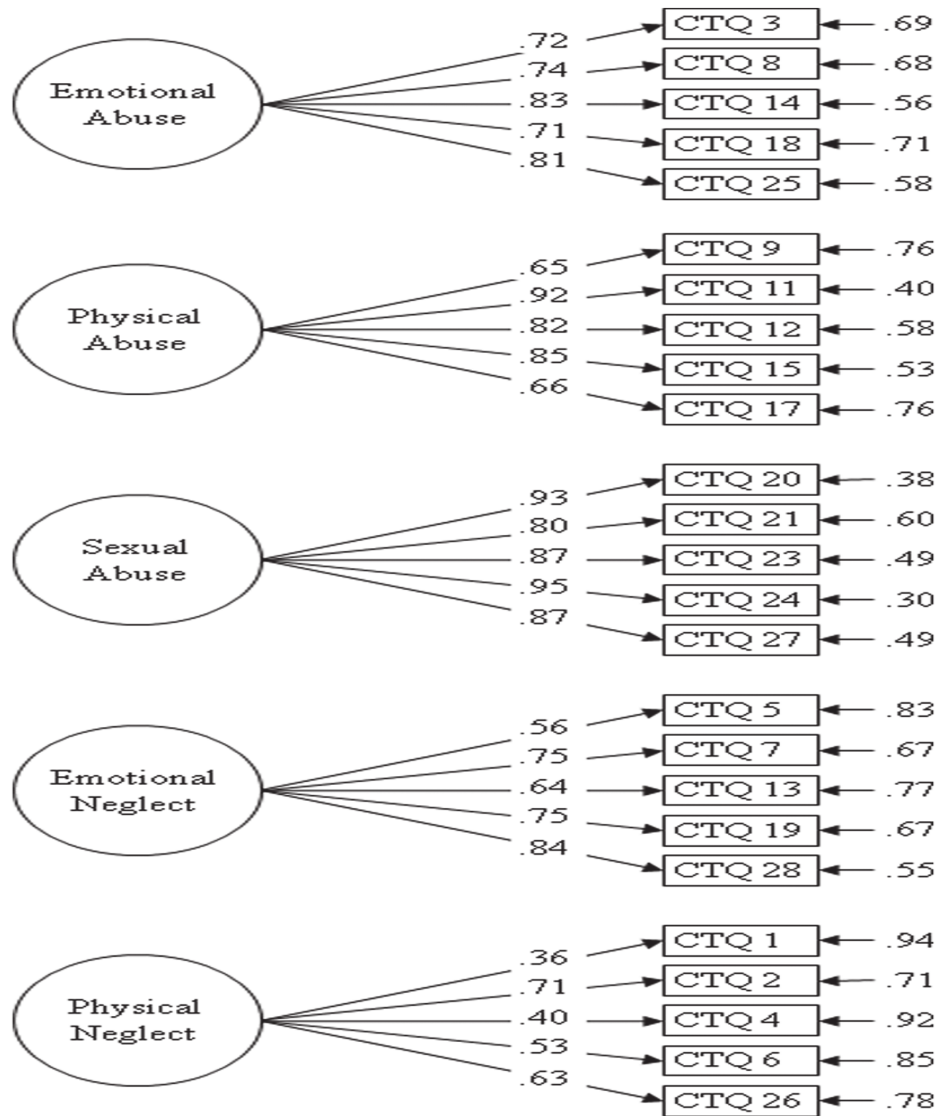 .72 CTQ 3 .69
.74 CTQ 8 .68
Emotional
Abuse
.83 CTQ 14 .56
.71 CTQ 18 .71
.81 CTQ 25 .58
.65 CTQ 9 .76
.92 CTQ 11 .40
Physical
Abuse
.82 CTQ 12 .58
.85 CTQ 15 .53
.66 CTQ 17 .76
.93 CTQ 20 .38
.80 CTQ 21 .60
Sexual
Abuse
.87 CTQ 23 .49
.95 CTQ 24 .30
.87 CTQ 27 .49
.56 CTQ 5 .83
.75 CTQ 7 .67
Emotional
Neglect
.64 CTQ 13 .77
.75 CTQ 19 .67
.84 CTQ 28 .55
.36 CTQ 1 .94
.71 CTQ 2 .71
Physical
Neglect
.40 CTQ 4 .92
.53 CTQ 6 .85
.63 CTQ 26 .78